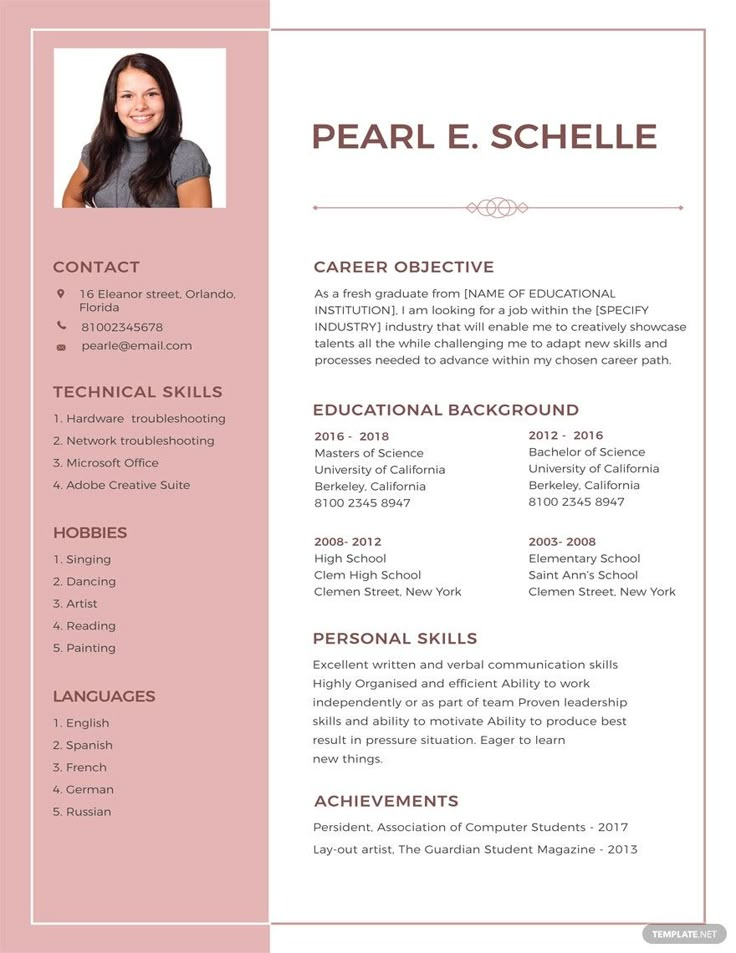 PEARL E. SCHELLE
CONTACT
16 Eleanor street, Orlando,
Florida
81002345678
pearle@email.com
TECHNICAL SKILLS
1. Hardware troubleshooting
2. Network troubleshooting
3. Microsoft Office
4. Adobe Creative Suite
HOBBIES
1. Singing
2. Dancing
3. Artist
4. Reading
5. Painting
LANGUAGES
1. English
2. Spanish
3. French
4. German
5. Russian
CAREER OBJECTIVE
As a fresh graduate from [NAME OF EDUCATIONAL
INSTITUTION], I am looking for a job within the [SPECIFY
INDUSTRY] industry that will enable me to creatively showcase
talents all the while challenging me to adapt new skills and
processes needed to advance within my chosen career path.
EDUCATIONAL BACKGROUND
2016 - 2018
Masters of Science
University of California
Berkeley, California
8100 2345 8947
2012 - 2016
Bachelor of Science
University of California
Berkeley, California
8100 2345 8947
2008- 2012
High School
Clem High School
Clemen Street, New York
2003- 2008
Elementary School
Saint Ann's School
Clemen Street, New York
PERSONAL SKILLS
Excellent written and verbal communication skills
Highly Organised and efficient Ability to work
independently or as part of team Proven leadership
skills and ability to motivate Ability to produce best
result in pressure situation. Eager to learn
new things.
ACHIEVEMENTS
Persident, Association of Computer Students - 2017
Lay-out artist, The Guardian Student Magazine - 2013
TEMPLATE.NET